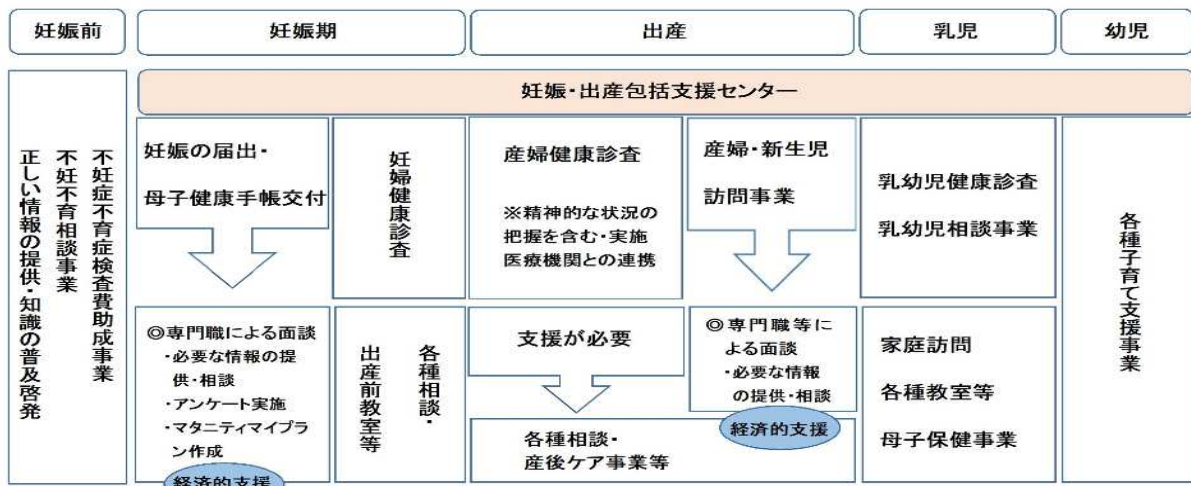 妊娠前
妊娠期
出産
乳児
幼児
妊娠・出産包括支援センター
不妊症不育症検査費助成事業
不妊不育相談事業
正しい情報の提供・知識の普及啓発
妊娠の届出・
母子健康手帳交付
◎専門職による面談
・必要な情報の提
供・相談
・アンケート実施
・マタニティマイプラ
ン作成
経済的支援
妊婦健康診査
各種相談・
出産前教室等
産婦健康診査
※精神的な状況の
把握を含む・実施
医療機関との連携
支援が必要
各種相談・
産後ケア事業等
産婦・新生児
訪問事業
◎専門職等に
よる面談
・必要な情報
の提供・相談
経済的支援
乳幼児健康診査
乳幼児相談事業
家庭訪問
各種教室等
母子保健事業
各種子育て支援事業